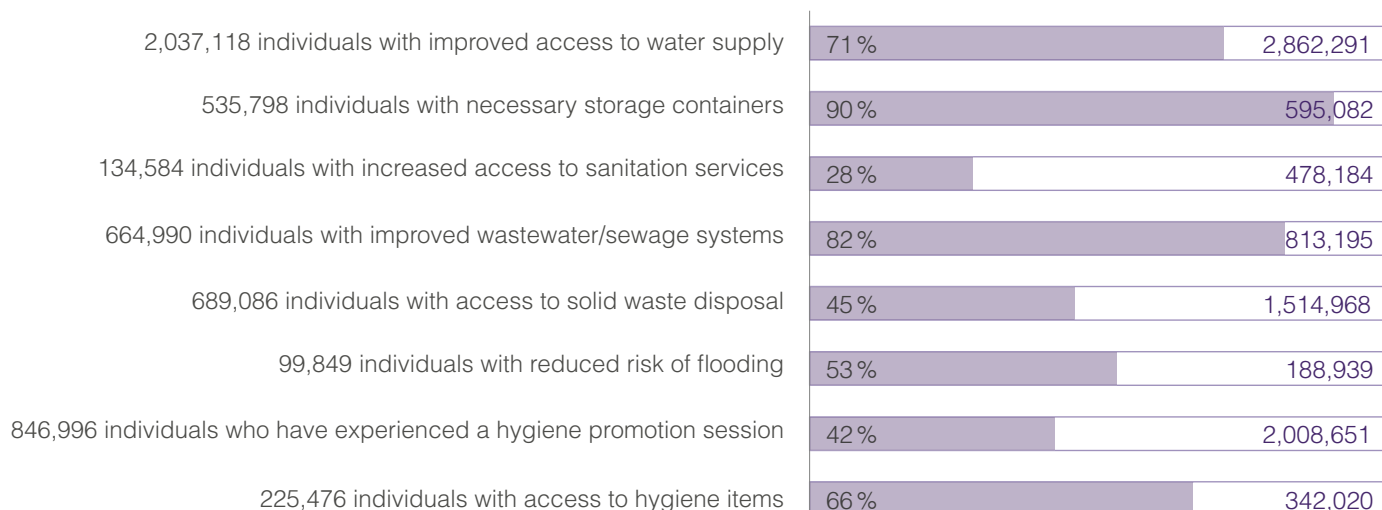 2,037,118 individuals with improved access to water supply 71 % 2,862,291
535,798 individuals with necessary storage containers 90 % 595,082
134,584 individuals with increased access to sanitation services 28 % 478,184
664,990 individuals with improved wastewater/sewage systems 82 % 813,195
689,086 individuals with access to solid waste disposal 45 % 1,514,968
99,849 individuals with reduced risk of flooding 53 % 188,939
846,996 individuals who have experienced a hygiene promotion session 42 % 2,008,651
225,476 individuals with access to hygiene items 66 % 342,020